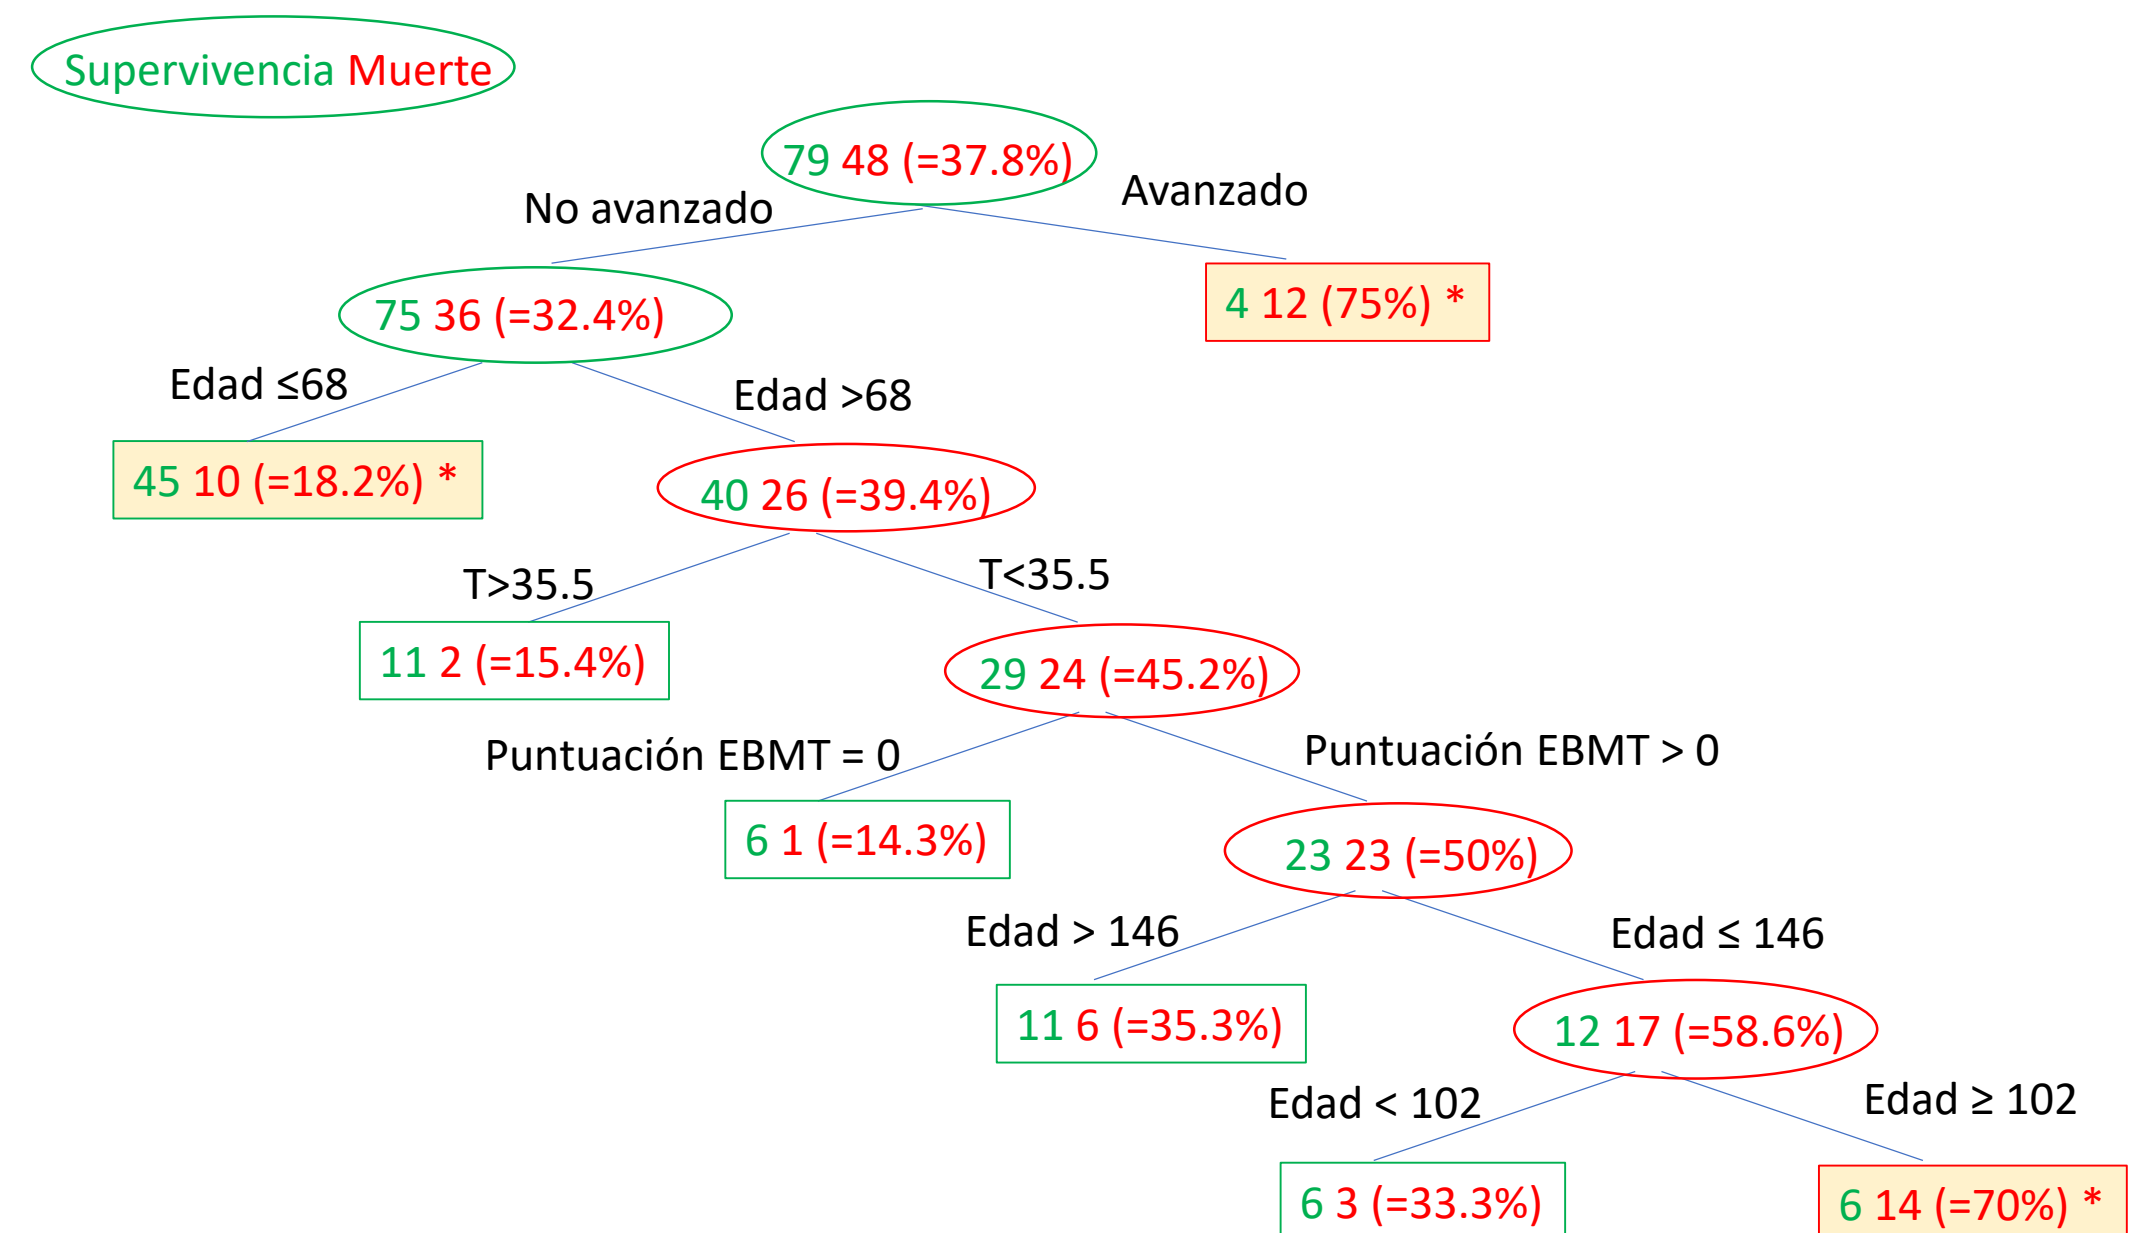 Supervivencia Muerte
79 48 (=37.8%)
No avanzado
Avanzado
75 36 (=32.4%)
4 12 (75%) *
Edad ≤68
Edad >68
45 10 (=18.2%) *
40 26 (=39.4%)
T>35.5
T<35.5
11 2 (=15.4%)
29 24 (=45.2%)
Puntuación EBMT = 0
Puntuación EBMT > 0
6 1 (=14.3%)
23 23 (=50%)
Edad > 146
Edad ≤ 146
11 6 (=35.3%)
12 17 (=58.6%)
Edad < 102
Edad ≥ 102
6 3 (=33.3%)
6 14 (=70%) *